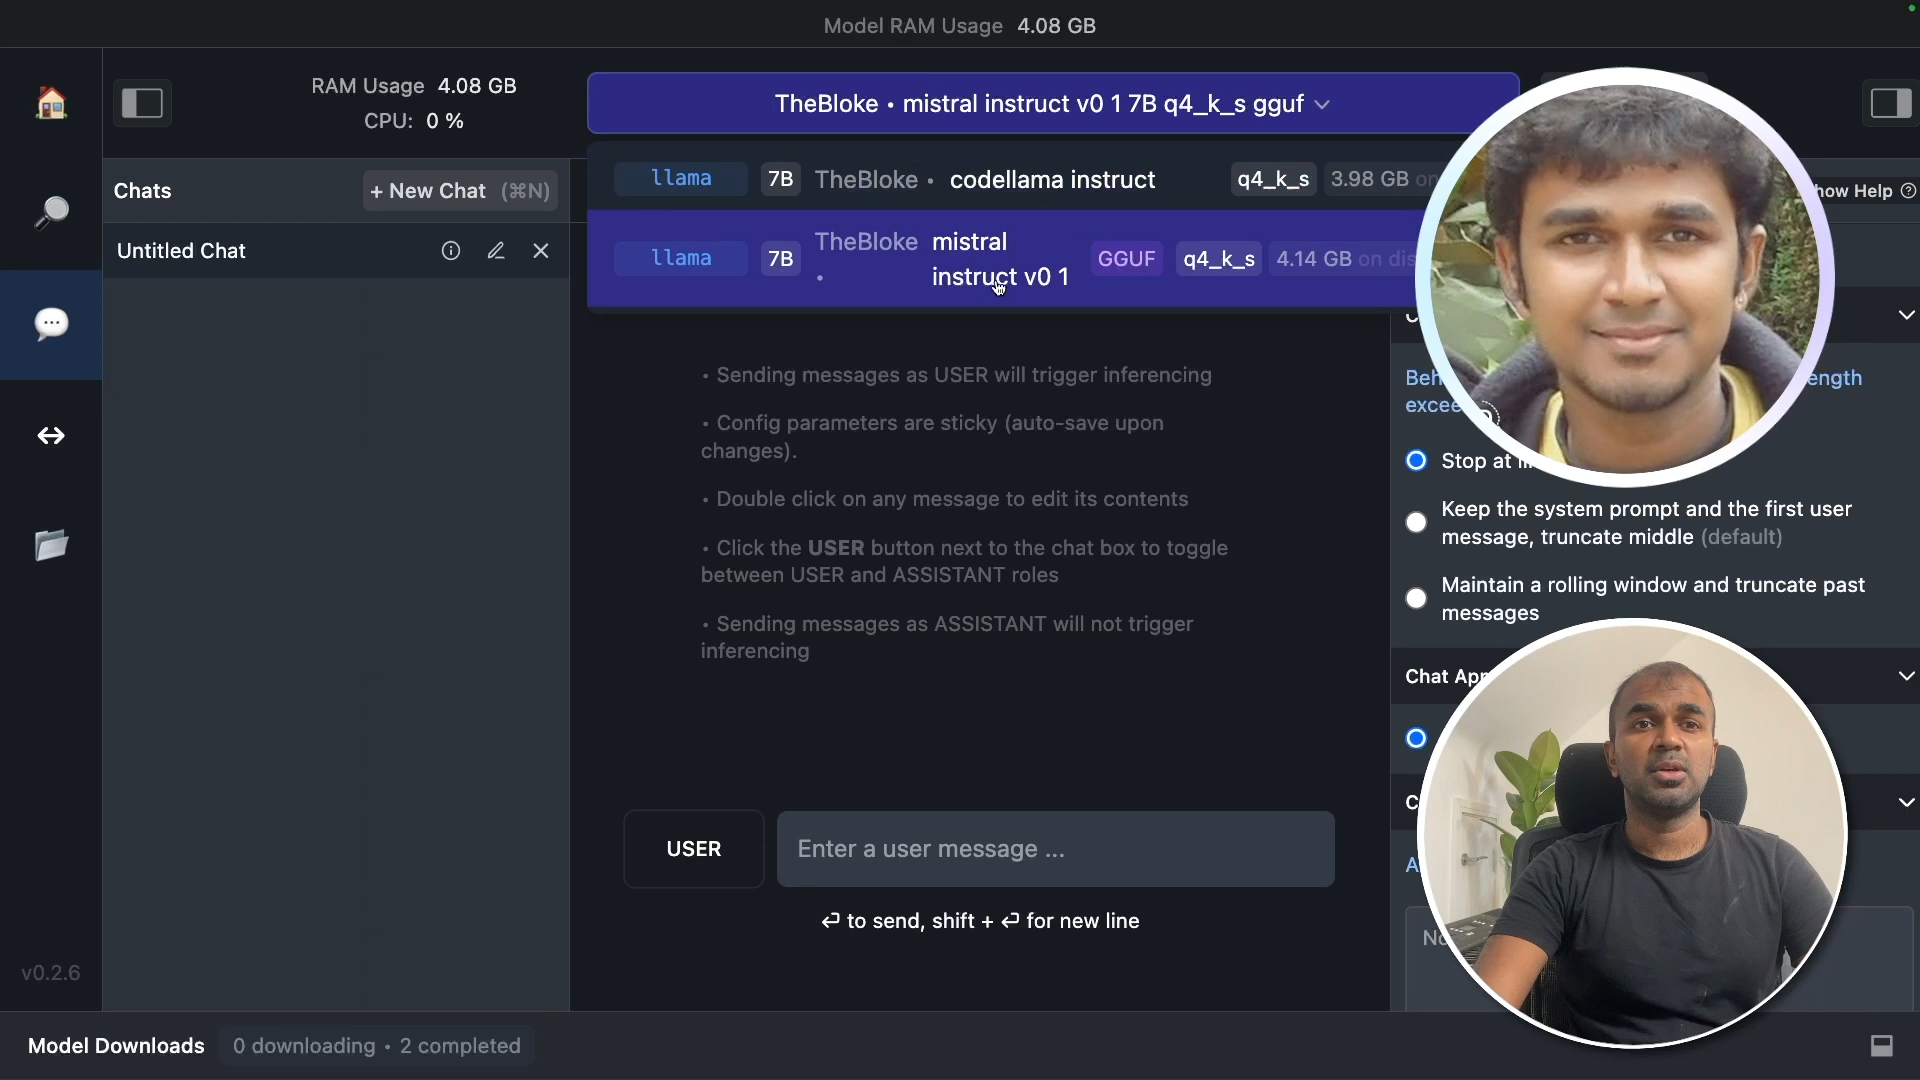 Model RAM Usage 4.08 GB
RAM Usage 4.08 GB
CPU: 0 %
TheBloke • mistral instruct v0 1 7B q4_k_s gguf
Chats
+ New Chat (⌘N)
Untitled Chat
llama 7B TheBloke • codellama instruct q4_k_s 3.98 GB on
llama 7B TheBloke • mistral instruct v0 1 GGUF q4_k_s 4.14 GB on dis
how Help
• Sending messages as USER will trigger inferencing
• Config parameters are sticky (auto-save upon
changes).
• Double click on any message to edit its contents
• Click the USER button next to the chat box to toggle
between USER and ASSISTANT roles
• Sending messages as ASSISTANT will not trigger
inferencing
USER
Enter a user message ...
⏎ to send, shift + ⏎ for new line
Beh
ength
excee
Stop at
Keep the system prompt and the first user
message, truncate middle (default)
Maintain a rolling window and truncate past
messages
Chat App
v0.2.6
Model Downloads 0 downloading • 2 completed